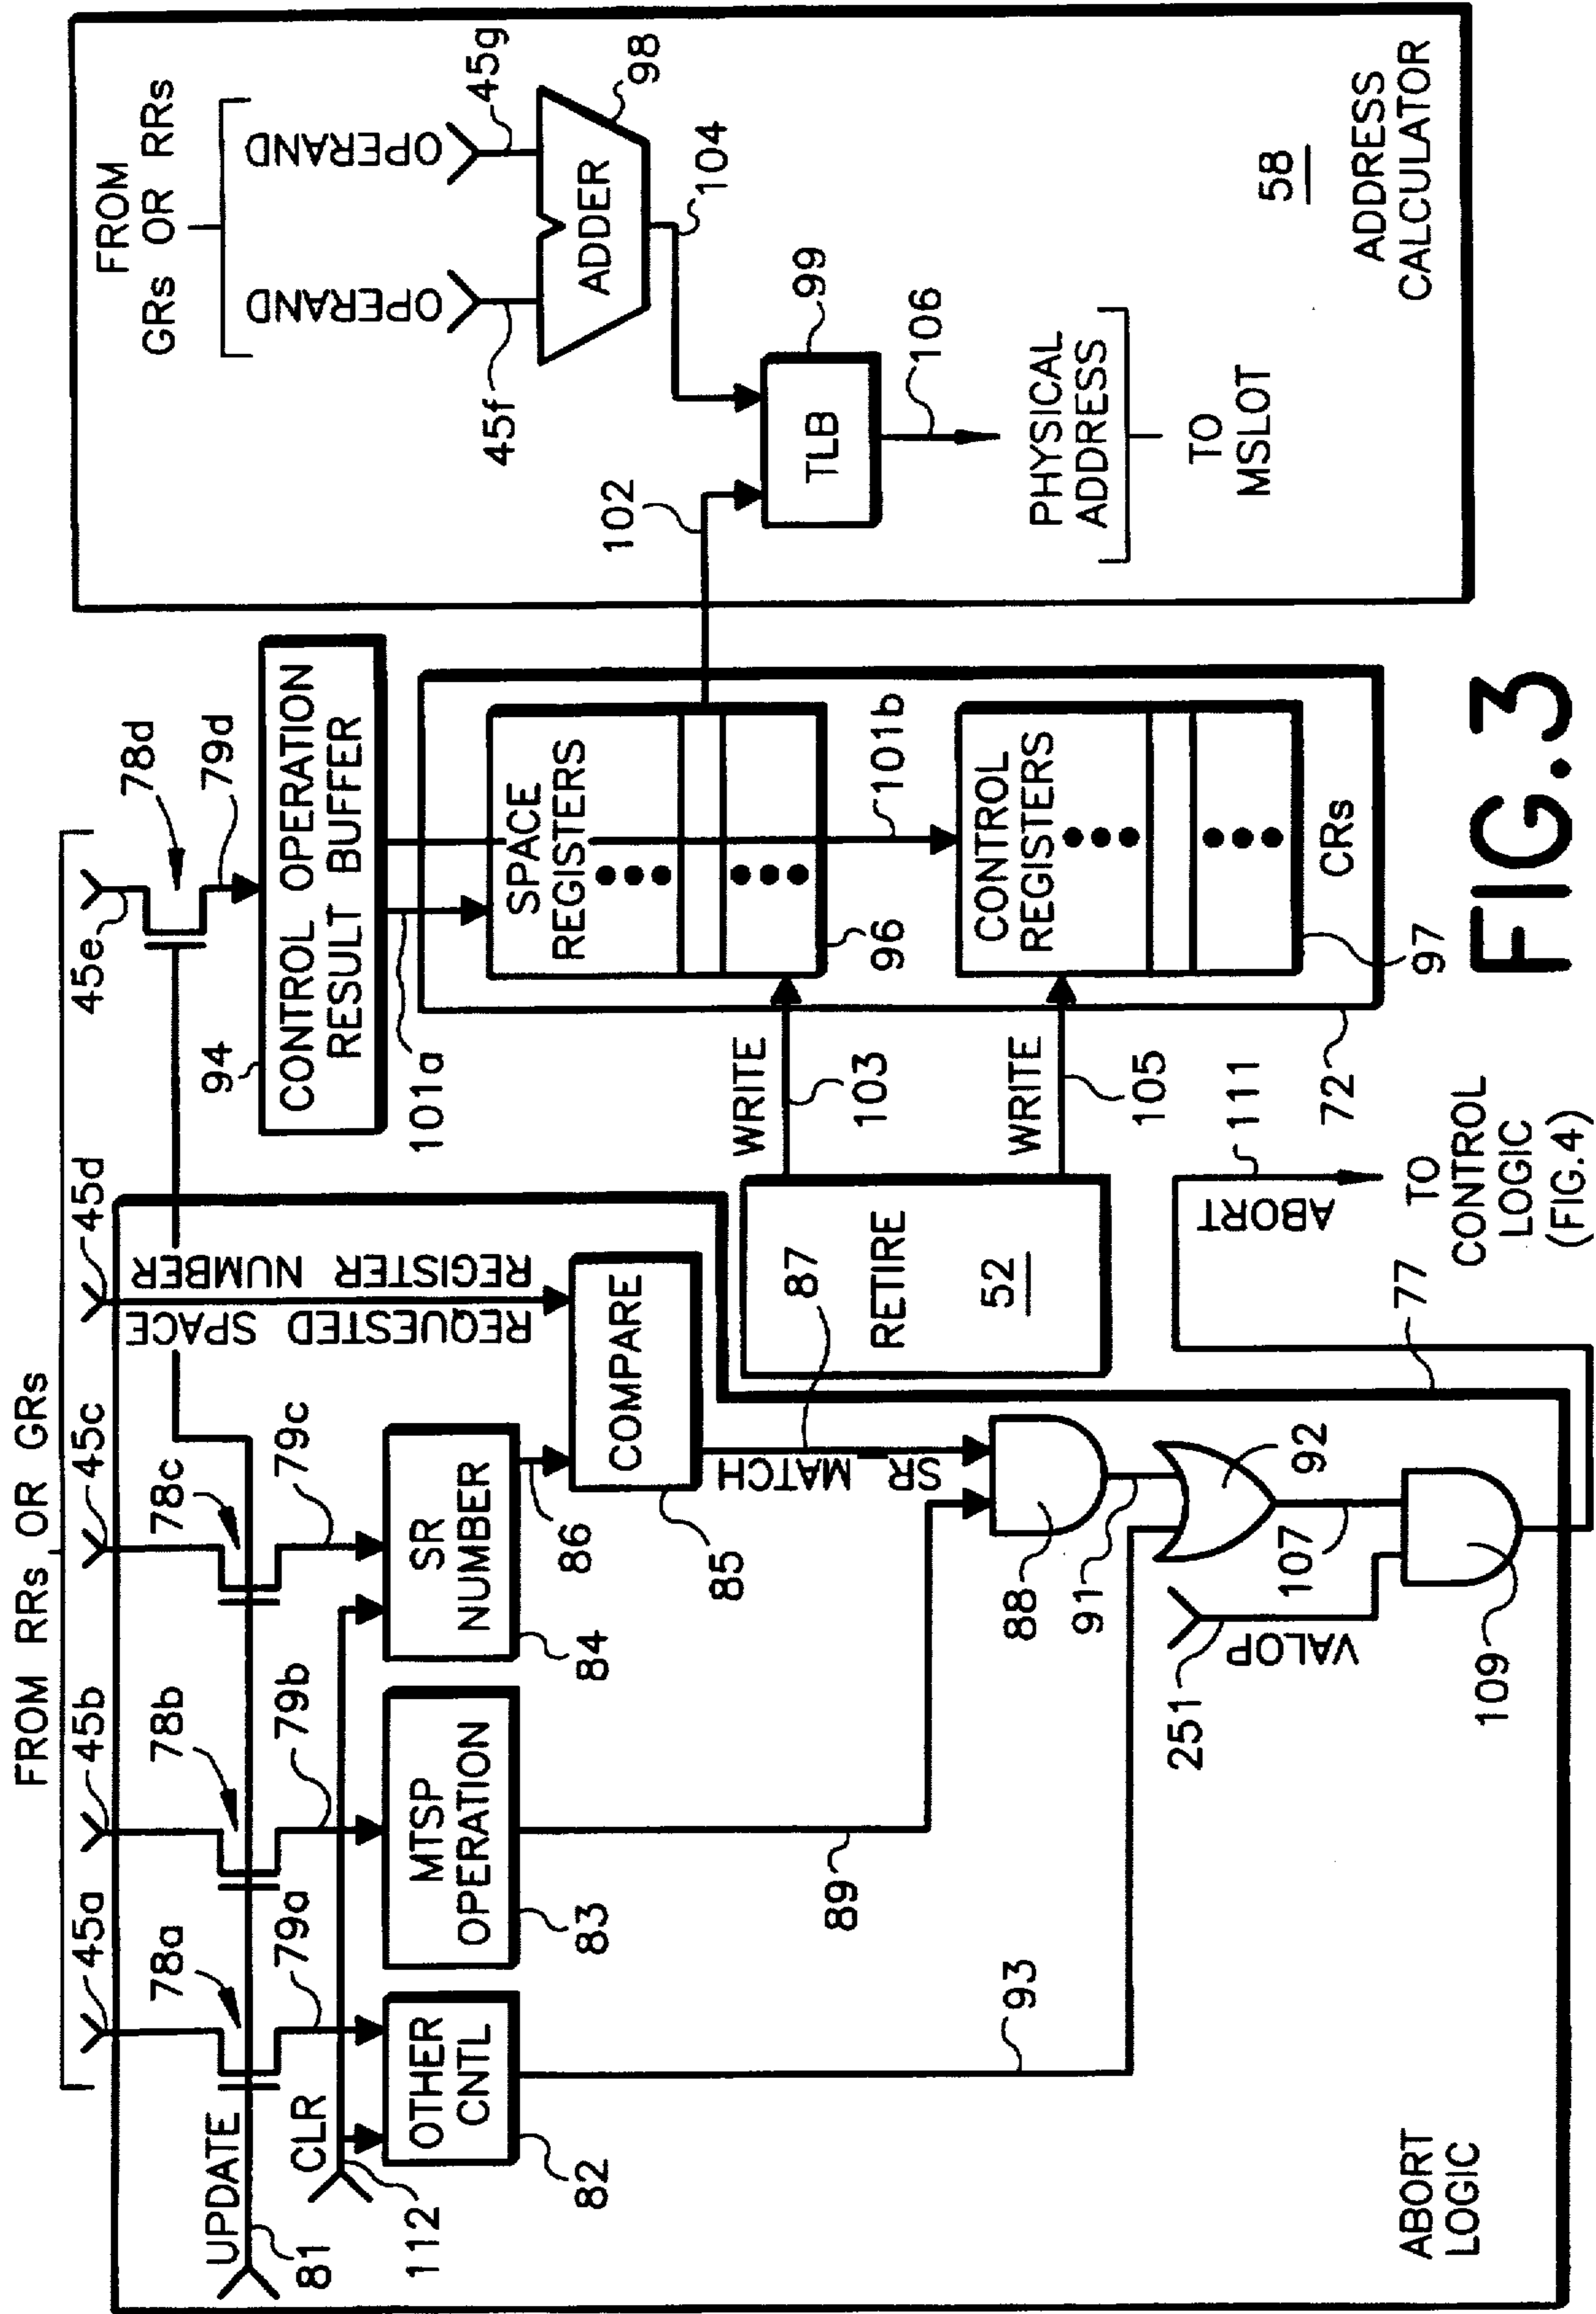 FROM RRs OR GRs
45a
45b
45c
45d
45e
78a
78b
78c
78d
79a
79b
79c
79d
UPDATE
81
CLR
112
OTHER
CNTL
82
MTSP
OPERATION
83
SR
NUMBER
84
REQUESTED SPACE
REGISTER NUMBER
86
COMPARE
85
SR_MATCH
87
88
89
91
92
93
251
VALOP
107
109
ABORT
111
TO
CONTROL
LOGIC
(FIG.4)
77
ABORT
LOGIC
94
CONTROL OPERATION
RESULT BUFFER
101a
101b
SPACE
REGISTERS
96
CONTROL
REGISTERS
97
CRs
72
RETIRE
52
WRITE
103
WRITE
105
102
FROM
GRs OR RRs
OPERAND
OPERAND
45f
45g
ADDER
98
104
TLB
99
106
PHYSICAL
ADDRESS
TO
MSLOT
58
ADDRESS
CALCULATOR
FIG.3